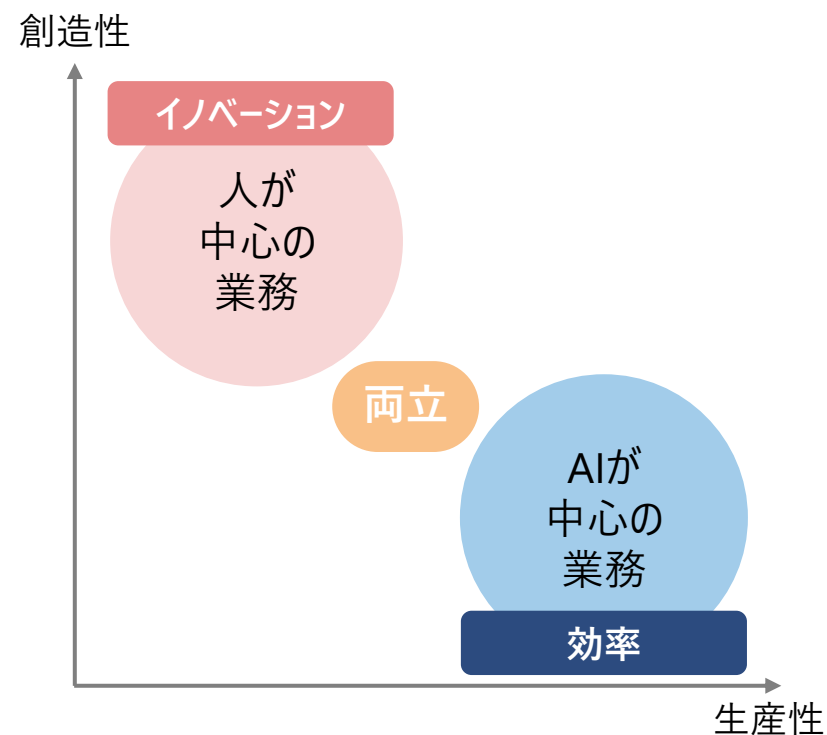 創造性
イノベーション
人が
中心の
業務
両立
AIが
中心の
業務
効率
生産性